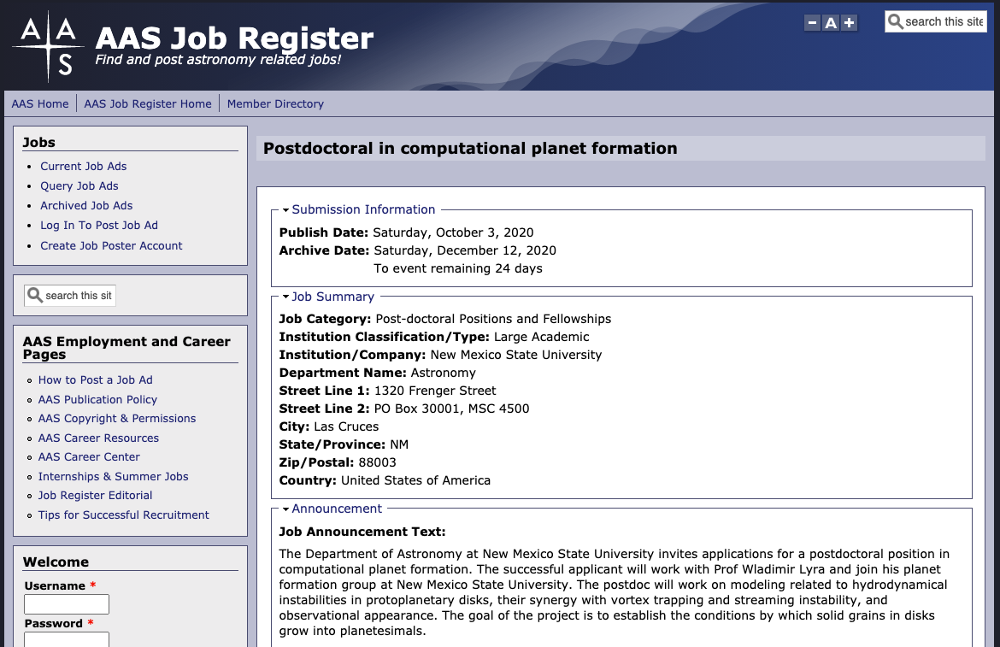 A A S
AAS Job Register
Find and post astronomy related jobs!
- A +
search this site
AAS Home
AAS Job Register Home
Member Directory
Jobs
Current Job Ads
Query Job Ads
Archived Job Ads
Log In To Post Job Ad
Create Job Poster Account
search this sit
AAS Employment and Career
Pages
How to Post a Job Ad
AAS Publication Policy
AAS Copyright & Permissions
AAS Career Resources
AAS Career Center
Internships & Summer Jobs
Job Register Editorial
Tips for Successful Recruitment
Welcome
Username *
Password *
Postdoctoral in computational planet formation
Submission Information
Publish Date: Saturday, October 3, 2020
Archive Date: Saturday, December 12, 2020
To event remaining 24 days
Job Summary
Job Category: Post-doctoral Positions and Fellowships
Institution Classification/Type: Large Academic
Institution/Company: New Mexico State University
Department Name: Astronomy
Street Line 1: 1320 Frenger Street
Street Line 2: PO Box 30001, MSC 4500
City: Las Cruces
State/Province: NM
Zip/Postal: 88003
Country: United States of America
Announcement
Job Announcement Text:
The Department of Astronomy at New Mexico State University invites applications for a postdoctoral position in
computational planet formation. The successful applicant will work with Prof Wladimir Lyra and join his planet
formation group at New Mexico State University. The postdoc will work on modeling related to hydrodynamical
instabilities in protoplanetary disks, their synergy with vortex trapping and streaming instability, and
observational appearance. The goal of the project is to establish the conditions by which solid grains in disks
grow into planetesimals.